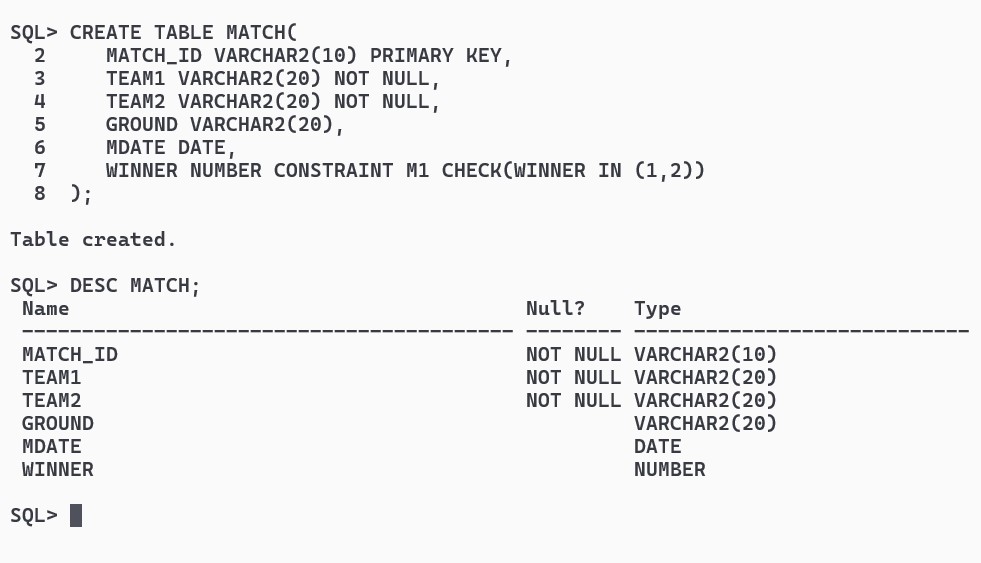 SQL> CREATE TABLE MATCH(
  2     MATCH_ID VARCHAR2(10) PRIMARY KEY,
  3     TEAM1 VARCHAR2(20) NOT NULL,
  4     TEAM2 VARCHAR2(20) NOT NULL,
  5     GROUND VARCHAR2(20),
  6     MDATE DATE,
  7     WINNER NUMBER CONSTRAINT M1 CHECK(WINNER IN (1,2))
  8  );
Table created.
SQL> DESC MATCH;
 Name                                      Null?    Type
 ----------------------------------------- -------- ----------------------------
 MATCH_ID                                  NOT NULL VARCHAR2(10)
 TEAM1                                     NOT NULL VARCHAR2(20)
 TEAM2                                     NOT NULL VARCHAR2(20)
 GROUND                                             VARCHAR2(20)
 MDATE                                              DATE
 WINNER                                             NUMBER
SQL>